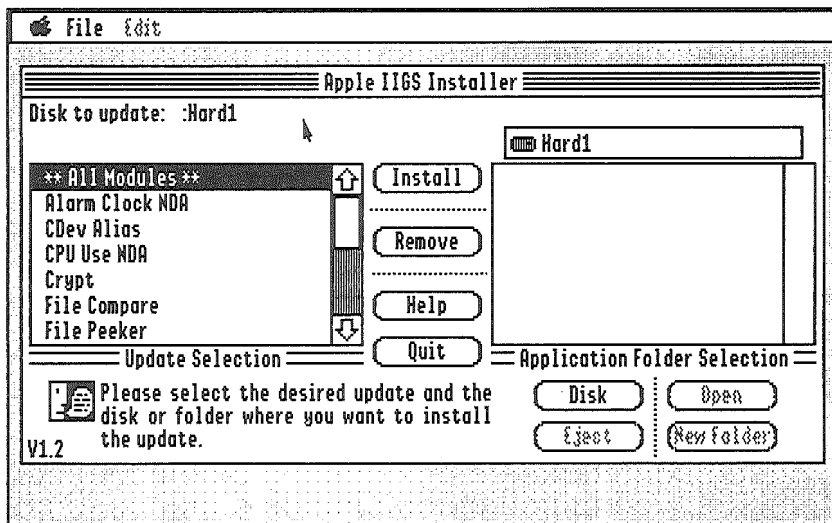 File Edit
Apple IIGS Installer
Disk to update: :Hard1
Hard1
** All Modules **
Alarm Clock NDA
CDev Alias
CPU Use NDA
Crypt
File Compare
File Peeker
Install
Remove
Help
Quit
Update Selection
Application Folder Selection
Please select the desired update and the
disk or folder where you want to install
the update.
V1.2
Disk
Open
Eject
New Folder